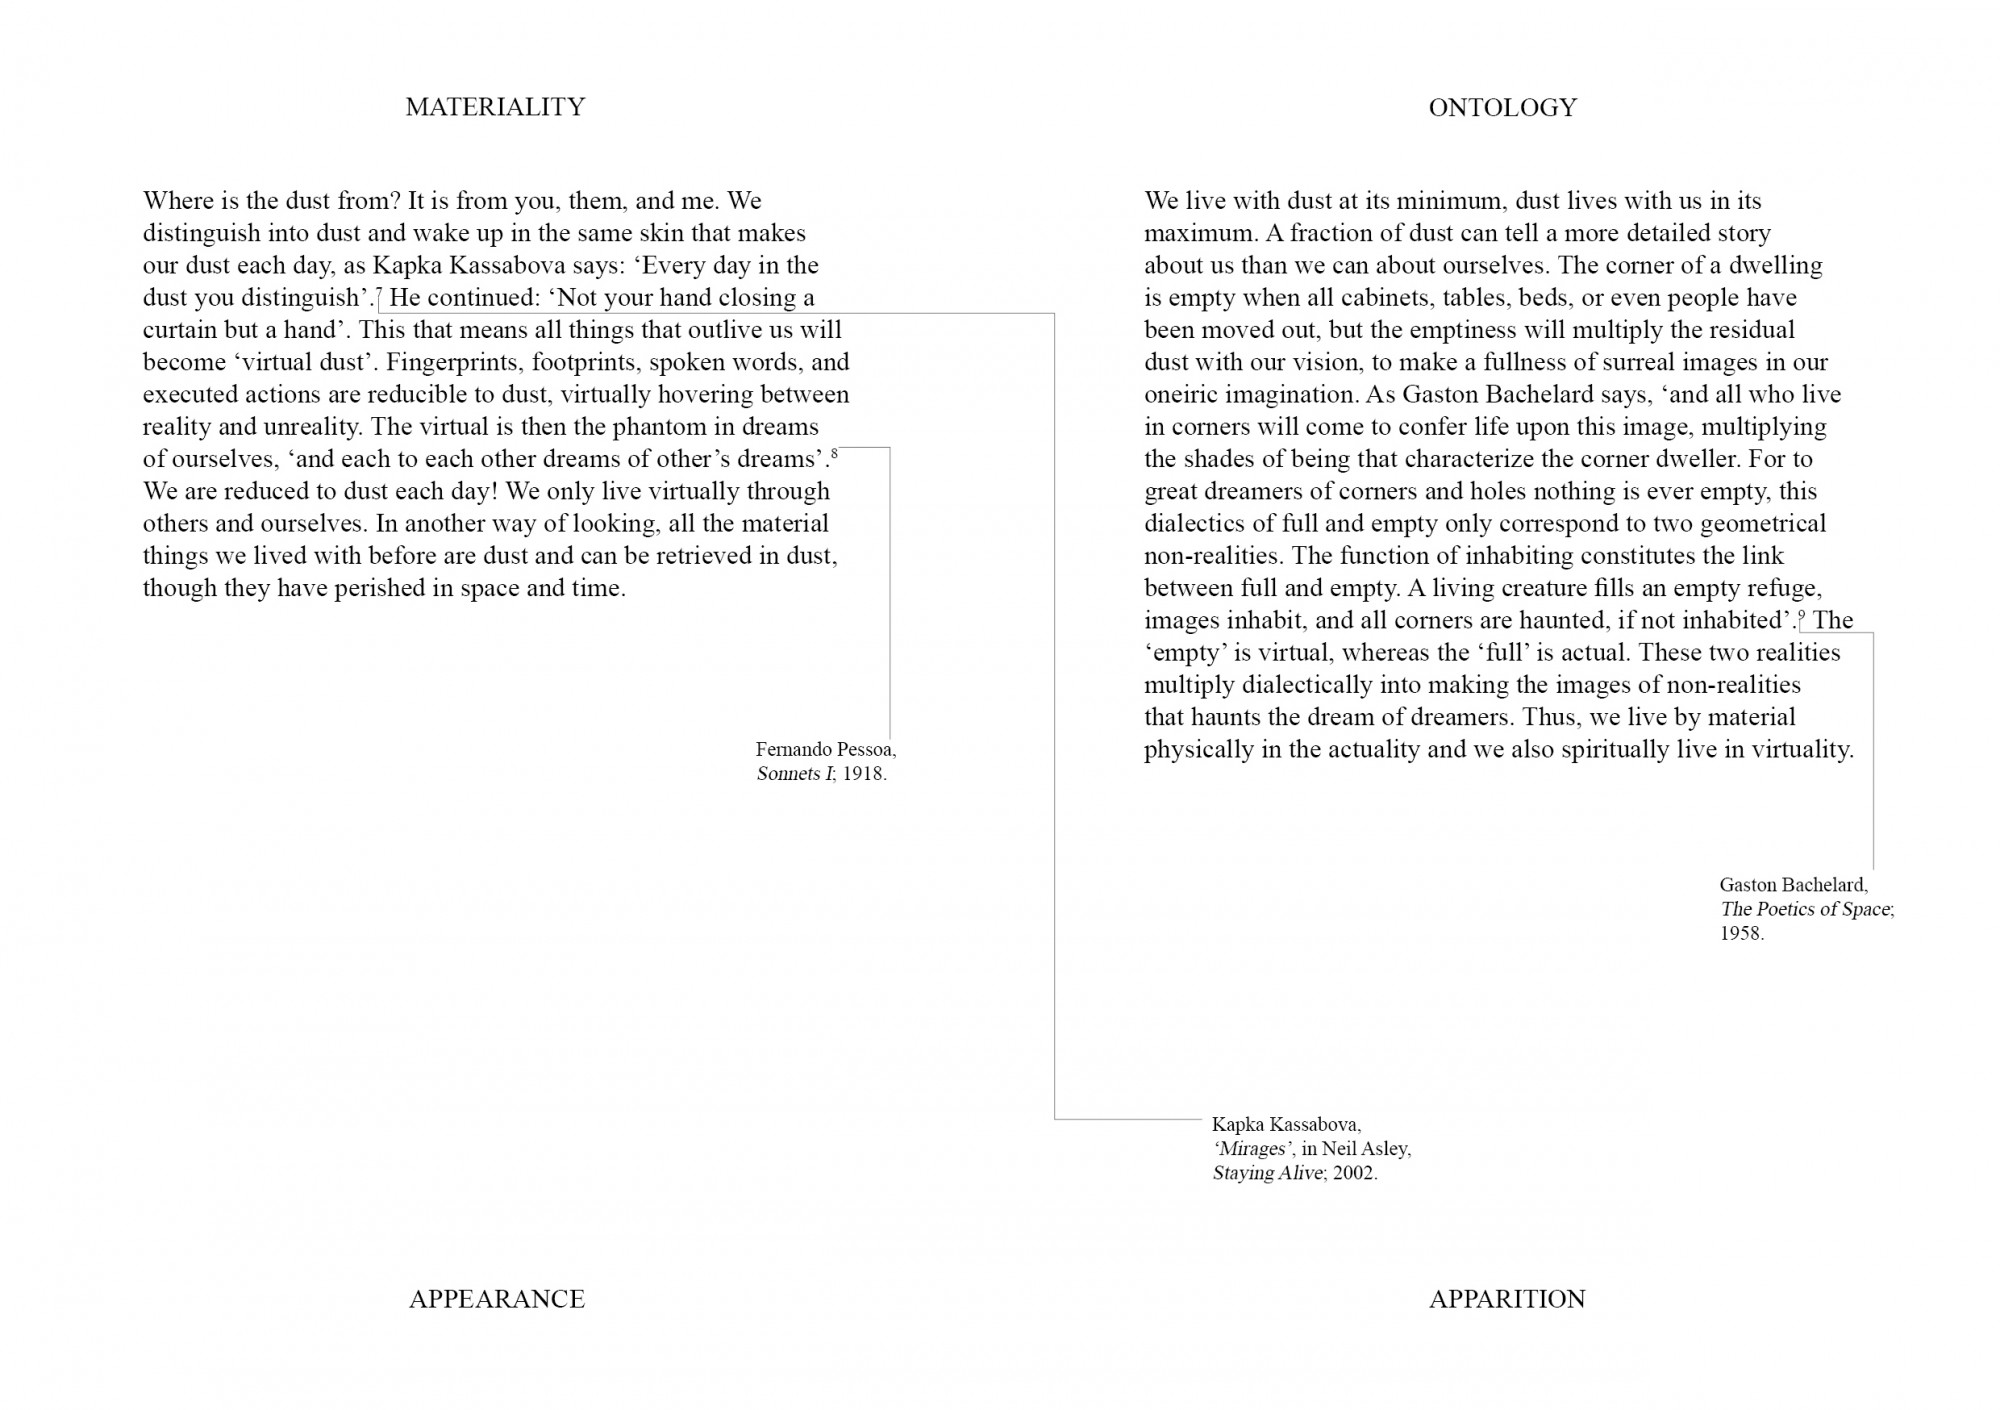 MATERIALITY
Where is the dust from? It is from you, them, and me. We
distinguish into dust and wake up in the same skin that makes
our dust each day, as Kapka Kassabova says: ‘Every day in the
dust you distinguish’.7 He continued: ‘Not your hand closing a
curtain but a hand’. This that means all things that outlive us will
become ‘virtual dust’. Fingerprints, footprints, spoken words, and
executed actions are reducible to dust, virtually hovering between
reality and unreality. The virtual is then the phantom in dreams
of ourselves, ‘and each to each other dreams of other’s dreams’.8
We are reduced to dust each day! We only live virtually through
others and ourselves. In another way of looking, all the material
things we lived with before are dust and can be retrieved in dust,
though they have perished in space and time.
Fernando Pessoa,
Sonnets I; 1918.
APPEARANCE
ONTOLOGY
We live with dust at its minimum, dust lives with us in its
maximum. A fraction of dust can tell a more detailed story
about us than we can about ourselves. The corner of a dwelling
is empty when all cabinets, tables, beds, or even people have
been moved out, but the emptiness will multiply the residual
dust with our vision, to make a fullness of surreal images in our
oneiric imagination. As Gaston Bachelard says, ‘and all who live
in corners will come to confer life upon this image, multiplying
the shades of being that characterize the corner dweller. For to
great dreamers of corners and holes nothing is ever empty, this
dialectics of full and empty only correspond to two geometrical
non-realities. The function of inhabiting constitutes the link
between full and empty. A living creature fills an empty refuge,
images inhabit, and all corners are haunted, if not inhabited’.9 The
‘empty’ is virtual, whereas the ‘full’ is actual. These two realities
multiply dialectically into making the images of non-realities
that haunts the dream of dreamers. Thus, we live by material
physically in the actuality and we also spiritually live in virtuality.
Gaston Bachelard,
The Poetics of Space;
1958.
Kapka Kassabova,
‘Mirages’, in Neil Asley,
Staying Alive; 2002.
APPARITION